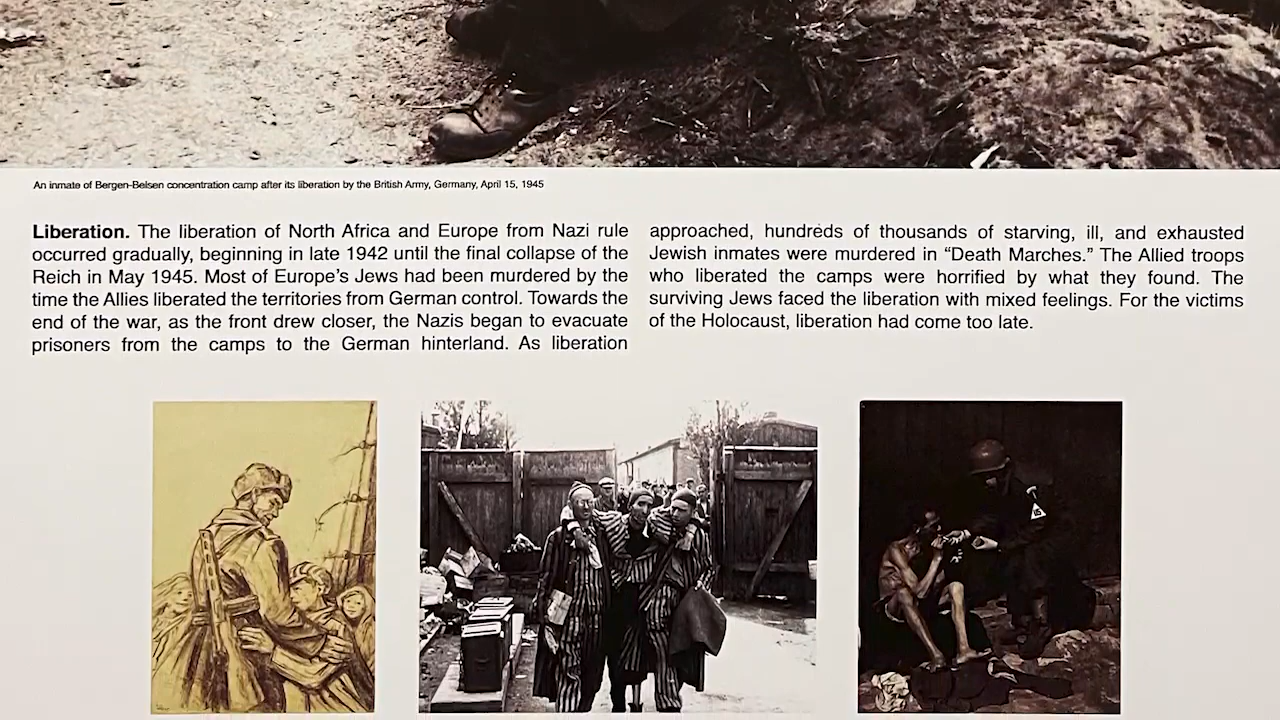 An inmate of Bergen-Belsen concentration camp after its liberation by the British Army, Germany, April 15, 1945
Liberation. The liberation of North Africa and Europe from Nazi rule
occurred gradually, beginning in late 1942 until the final collapse of the
Reich in May 1945. Most of Europe's Jews had been murdered by the
time the Allies liberated the territories from German control. Towards the
end of the war, as the front drew closer, the Nazis began to evacuate
prisoners from the camps to the German hinterland. As liberation
approached, hundreds of thousands of starving, ill, and exhausted
Jewish inmates were murdered in “Death Marches.” The Allied troops
who liberated the camps were horrified by what they found. The
surviving Jews faced the liberation with mixed feelings. For the victims
of the Holocaust, liberation had come too late.